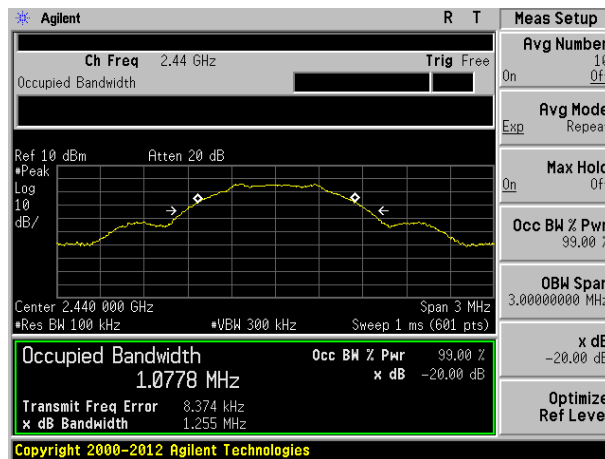 Agilent R T
Meas Setup
Ch Freq 2.44 GHz Trig Free
Occupied Bandwidth
Avg Number
10
On Off
Avg Mode
Exp Repeat
Max Hold
On Off
Occ BW % Pwr
99.00 %
OBW Span
3.00000000 MHz
x dB
-20.00 dB
Optimize
Ref Level
Ref 10 dBm Atten 20 dB
#Peak
Log
10
dB/
Center 2.440 000 GHz Span 3 MHz
#Res BW 100 kHz #VBW 300 kHz Sweep 1 ms (601 pts)
Occupied Bandwidth
1.0778 MHz
Occ BW % Pwr 99.00 %
x dB -20.00 dB
Transmit Freq Error 8.374 kHz
x dB Bandwidth 1.255 MHz
Copyright 2000-2012 Agilent Technologies